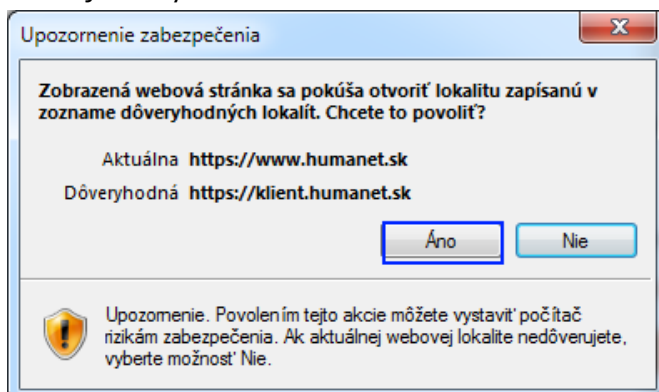 Upozornenie zabezpečenia
Zobrazená webová stránka sa pokúša otvoriť lokalitu zapísanú v
zozname dôveryhodných lokalít. Chcete to povoliť?
Aktuálna https://www.humanet.sk
Dôveryhodná https://klient.humanet.sk
Áno Nie
Upozornenie. Povolením tejto akcie môžete vystaviť počítač
rizikám zabezpečenia. Ak aktuálnej webovej lokalite nedôverujete,
vyberte možnosť Nie.